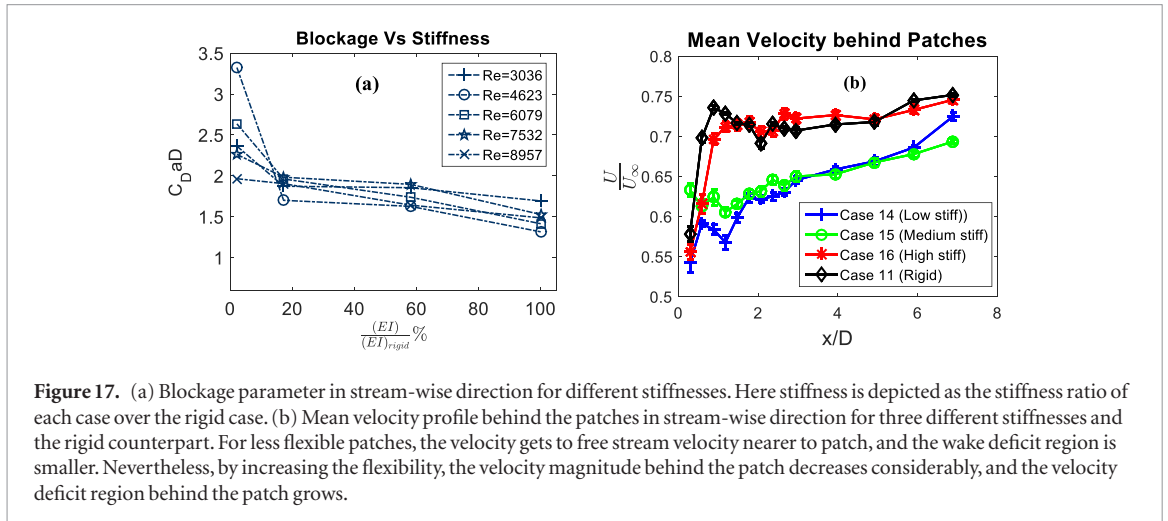 Blockage Vs Stiffness
(a)
3.5
3
2.5
2
1.5
1
C_D aD
Re=3036
Re=4623
Re=6079
Re=7532
Re=8957
0 20 40 60 80 100
(EI)
(EI)rigid %
Mean Velocity behind Patches
(b)
0.8
0.75
0.7
0.65
0.6
0.55
0.5
U
U∞
Case 14 (Low stiff))
Case 15 (Medium stiff)
Case 16 (High stiff)
Case 11 (Rigid)
0 2 4 6 8
x/D
Figure 17. (a) Blockage parameter in stream-wise direction for different stiffnesses. Here stiffness is depicted as the stiffness ratio of
each case over the rigid case. (b) Mean velocity profile behind the patches in stream-wise direction for three different stiffnesses and
the rigid counterpart. For less flexible patches, the velocity gets to free stream velocity nearer to patch, and the wake deficit region is
smaller. Nevertheless, by increasing the flexibility, the velocity magnitude behind the patch decreases considerably, and the velocity
deficit region behind the patch grows.